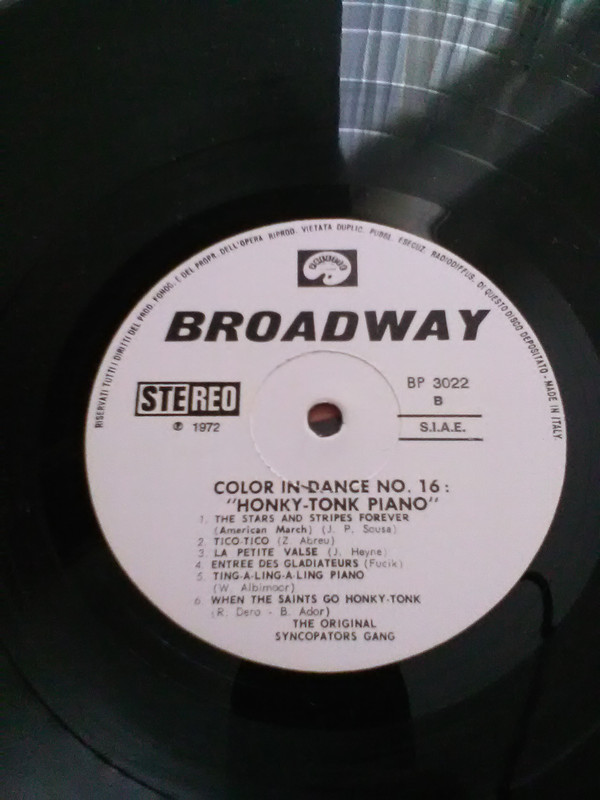 RISERVATI TUTTI I DIRITTI DEL PROD. FONOG. E DEL PROPR. DELL'OPERA RIPROD. VIETATA DUPLIC. PUBBL. ESECUZ. RADIODIFFUS. DI QUESTO DISCO DEPOSITATO - MADE IN ITALY.
BROADWAY
STEREO
℗ 1972
BP 3022
B
S.I.A.E.
COLOR IN DANCE NO. 16:
"HONKY-TONK PIANO"
1. THE STARS AND STRIPES FOREVER
(American March) (J. P. Sousa)
2. TICO-TICO (Z. Abreu)
3. LA PETITE VALSE (J. Heyne)
4. ENTREE DES GLADIATEURS (Fucik)
5. TING-A-LING-A-LING PIANO
(W. Albimoor)
6. WHEN THE SAINTS GO HONKY-TONK
(R. Dero - B. Ador)
THE ORIGINAL
SYNCOPATORS GANG